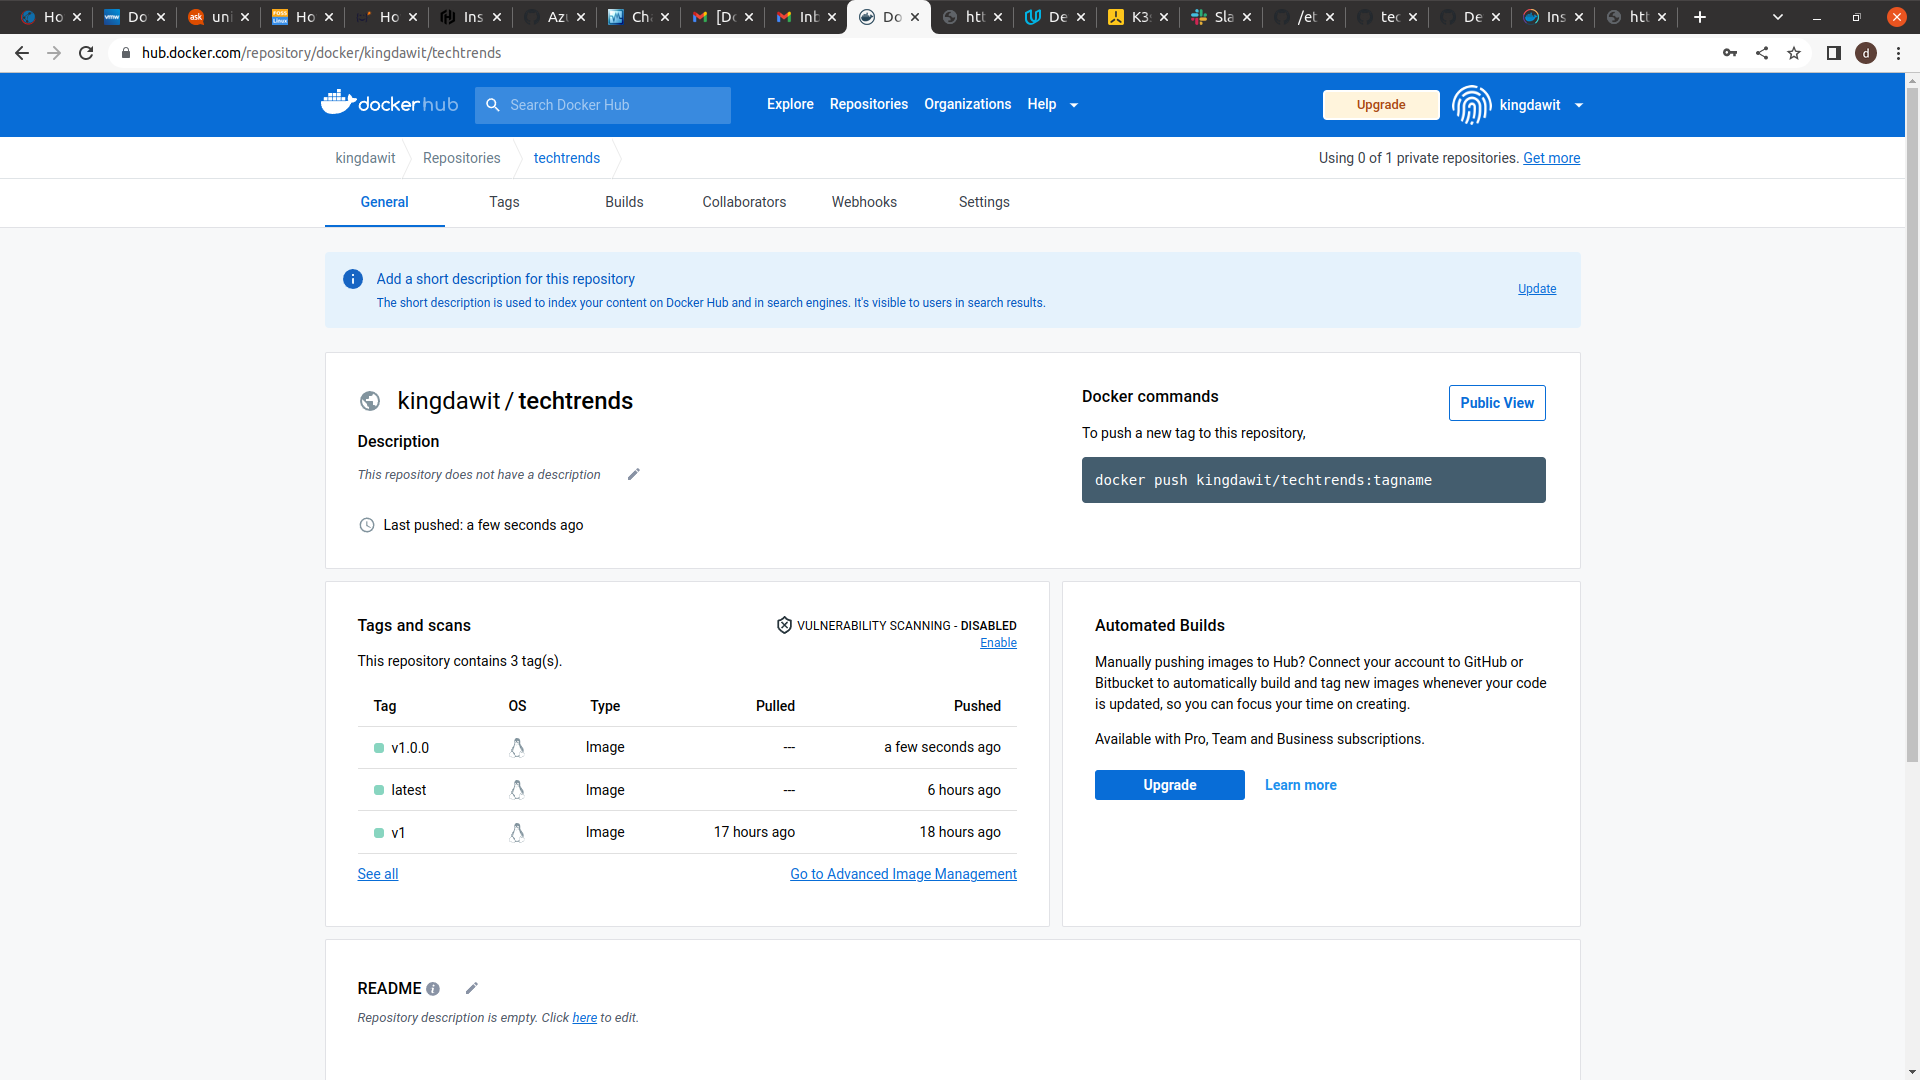 Ho Do uni Ho Ho Ins Azu Cha [Do Inb Do htt De K3s Sla /et tec De Ins htt
hub.docker.com/repository/docker/kingdawit/techtrends d
docker hub Search Docker Hub Explore Repositories Organizations Help Upgrade kingdawit
kingdawit Repositories techtrends Using 0 of 1 private repositories. Get more
General Tags Builds Collaborators Webhooks Settings
Add a short description for this repository
The short description is used to index your content on Docker Hub and in search engines. It's visible to users in search results.
Update
kingdawit / techtrends
Description
This repository does not have a description
Last pushed: a few seconds ago
Docker commands
Public View
To push a new tag to this repository,
docker push kingdawit/techtrends:tagname
Tags and scans
VULNERABILITY SCANNING - DISABLED
Enable
This repository contains 3 tag(s).
Tag OS Type Pulled Pushed
v1.0.0 Image --- a few seconds ago
latest Image --- 6 hours ago
v1 Image 17 hours ago 18 hours ago
See all Go to Advanced Image Management
Automated Builds
Manually pushing images to Hub? Connect your account to GitHub or
Bitbucket to automatically build and tag new images whenever your code
is updated, so you can focus your time on creating.
Available with Pro, Team and Business subscriptions.
Upgrade Learn more
README
Repository description is empty. Click here to edit.